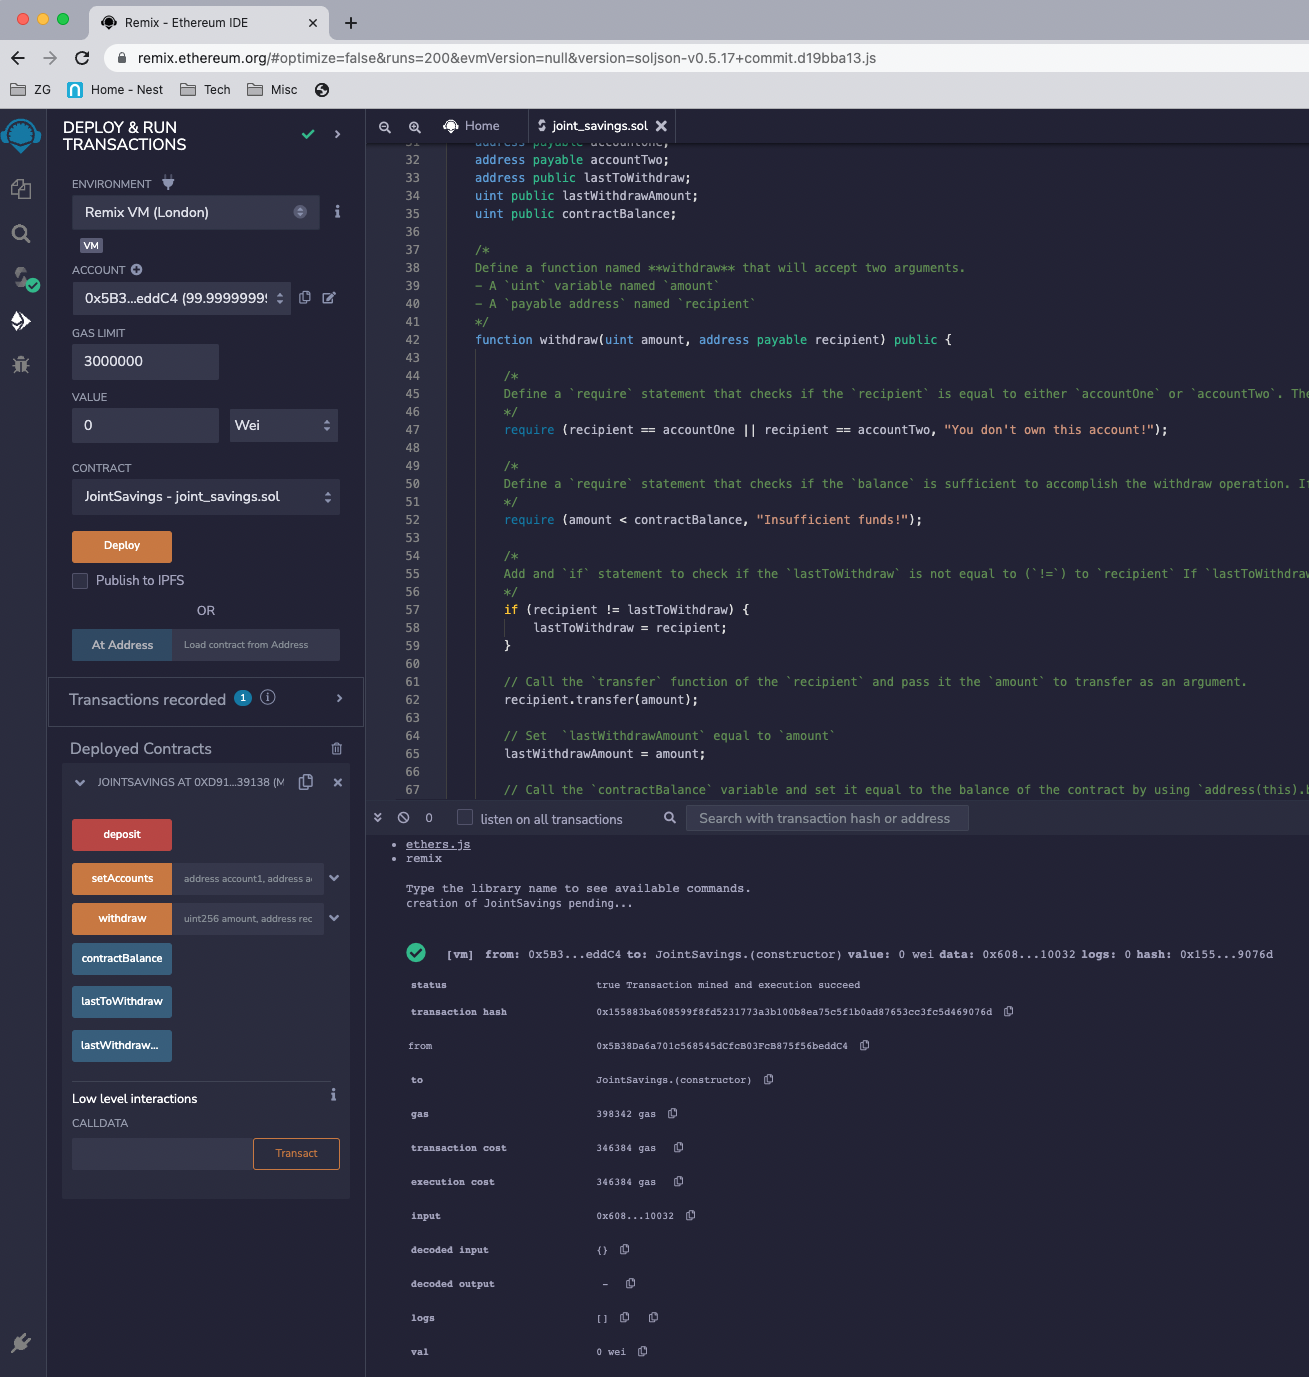 Remix - Ethereum IDE
remix.ethereum.org/#optimize=false&runs=200&evmVersion=null&version=soljson-v0.5.17+commit.d19bba13.js
ZG
Home - Nest
Tech
Misc
DEPLOY & RUN
TRANSACTIONS
ENVIRONMENT
Remix VM (London)
VM
ACCOUNT
0x5B3...eddC4 (99.99999999
GAS LIMIT
3000000
VALUE
0
Wei
CONTRACT
JointSavings - joint_savings.sol
Deploy
Publish to IPFS
OR
At Address
Load contract from Address
Transactions recorded 1
Deployed Contracts
JOINTSAVINGS AT 0XD91...39138 (M
deposit
setAccounts
address account1, address a
withdraw
uint256 amount, address rec
contractBalance
lastToWithdraw
lastWithdraw...
Low level interactions
CALLDATA
Transact
Home
joint_savings.sol
31 address payable accountOne;
32 address payable accountTwo;
33 address public lastToWithdraw;
34 uint public lastWithdrawAmount;
35 uint public contractBalance;
36
37 /*
38 Define a function named **withdraw** that will accept two arguments.
39 - A `uint` variable named `amount`
40 - A `payable address` named `recipient`
41 */
42 function withdraw(uint amount, address payable recipient) public {
43
44 /*
45 Define a `require` statement that checks if the `recipient` is equal to either `accountOne` or `accountTwo`. The
46 */
47 require (recipient == accountOne || recipient == accountTwo, "You don't own this account!");
48
49 /*
50 Define a `require` statement that checks if the `balance` is sufficient to accomplish the withdraw operation. If
51 */
52 require (amount < contractBalance, "Insufficient funds!");
53
54 /*
55 Add and `if` statement to check if the `lastToWithdraw` is not equal to (`!=`) to `recipient` If `lastToWithdraw
56 */
57 if (recipient != lastToWithdraw) {
58 lastToWithdraw = recipient;
59 }
60
61 // Call the `transfer` function of the `recipient` and pass it the `amount` to transfer as an argument.
62 recipient.transfer(amount);
63
64 // Set  `lastWithdrawAmount` equal to `amount`
65 lastWithdrawAmount = amount;
66
67 // Call the `contractBalance` variable and set it equal to the balance of the contract by using `address(this).b
0
listen on all transactions
Search with transaction hash or address
• ethers.js
• remix
Type the library name to see available commands.
creation of JointSavings pending...
[vm] from: 0x5B3...eddC4 to: JointSavings.(constructor) value: 0 wei data: 0x608...10032 logs: 0 hash: 0x155...9076d
status true Transaction mined and execution succeed
transaction hash 0x155883ba608599f8fd5231773a3b100b8ea75c5f1b0ad87653cc3fc5d469076d
from 0x5B38Da6a701c568545dCfcB03FcB875f56beddC4
to JointSavings.(constructor)
gas 398342 gas
transaction cost 346384 gas
execution cost 346384 gas
input 0x608...10032
decoded input {}
decoded output -
logs []
val 0 wei